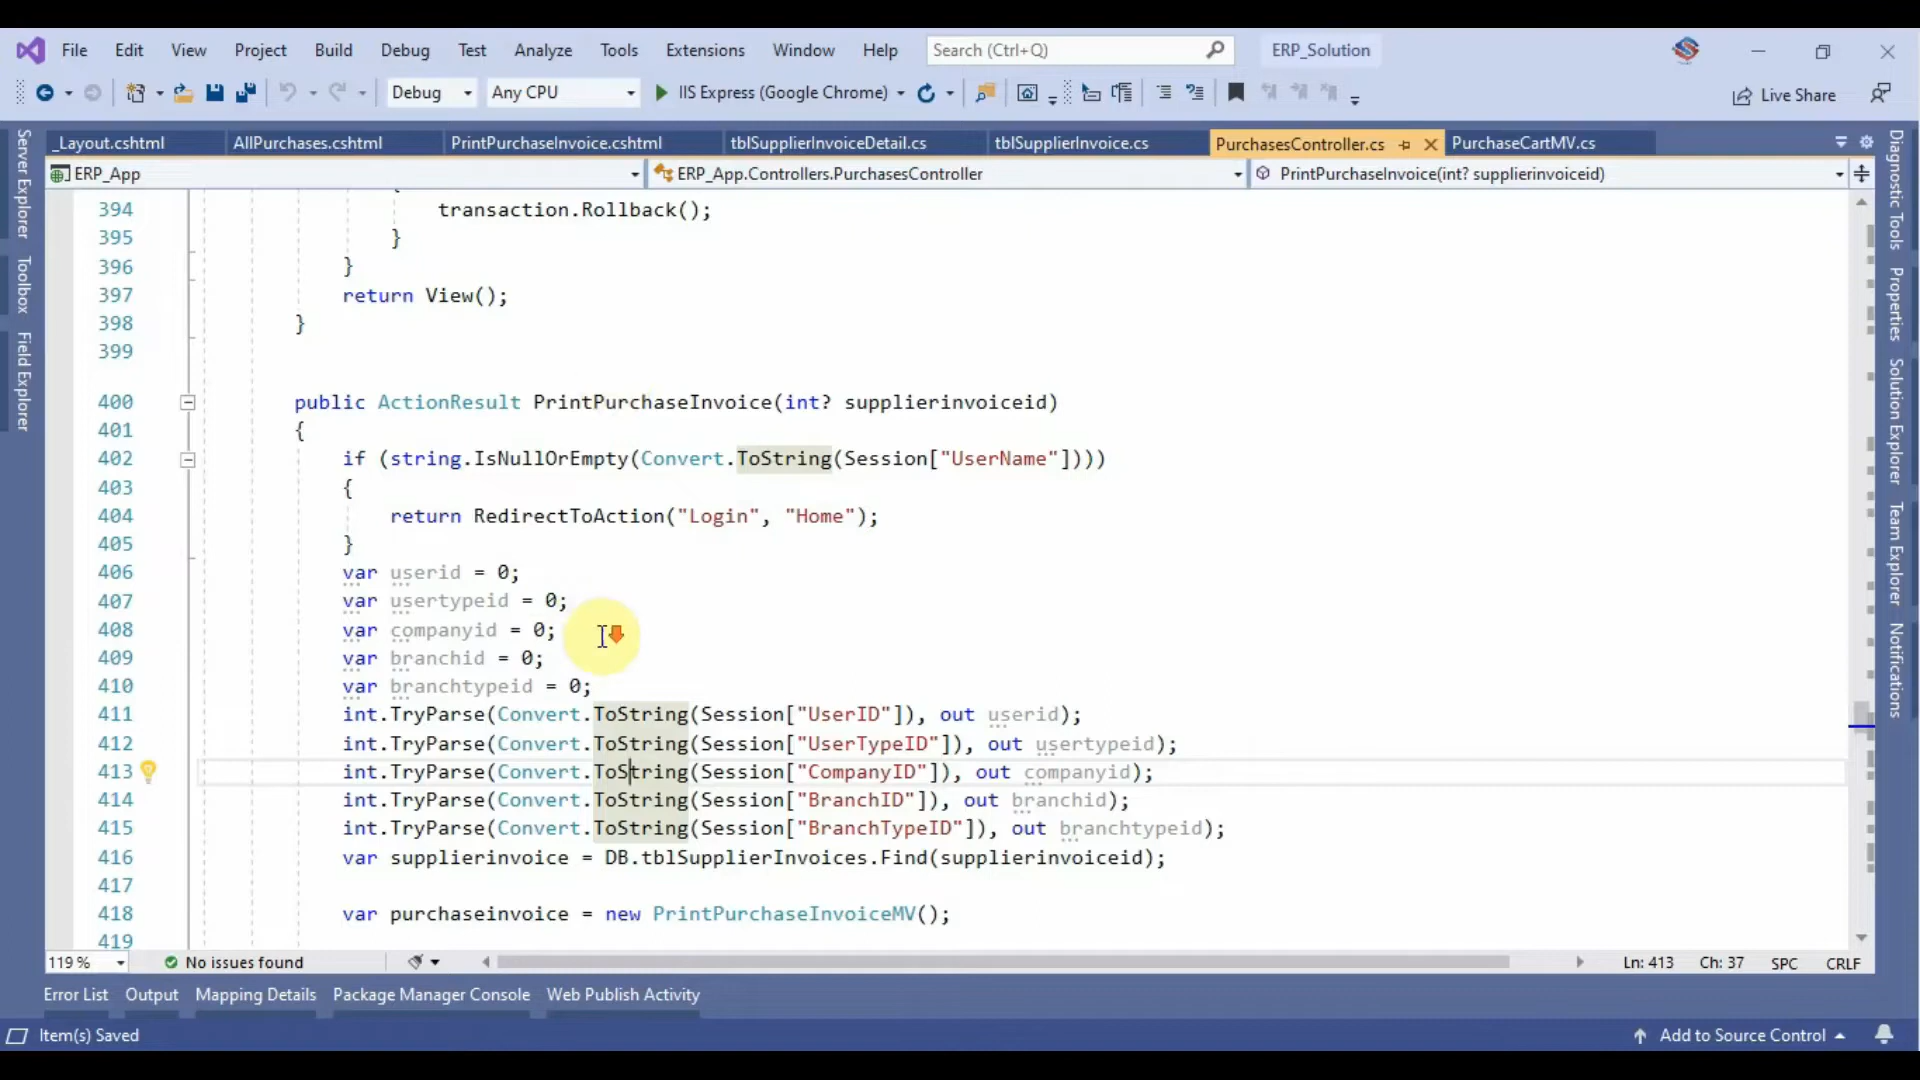 File Edit View Project Build Debug Test Analyze Tools Extensions Window Help Search (Ctrl+Q) ERP_Solution
Debug Any CPU IIS Express (Google Chrome) Live Share
_Layout.cshtml AllPurchases.cshtml PrintPurchaseInvoice.cshtml tblSupplierInvoiceDetail.cs tblSupplierInvoice.cs PurchasesController.cs PurchaseCartMV.cs
ERP_App ERP_App.Controllers.PurchasesController PrintPurchaseInvoice(int? supplierinvoiceid)
Server Explorer
Toolbox
Field Explorer
394 transaction.Rollback();
395 }
396 }
397 return View();
398 }
399
400 public ActionResult PrintPurchaseInvoice(int? supplierinvoiceid)
401 {
402 if (string.IsNullOrEmpty(Convert.ToString(Session["UserName"])))
403 {
404 return RedirectToAction("Login", "Home");
405 }
406 var userid = 0;
407 var usertypeid = 0;
408 var companyid = 0;
409 var branchid = 0;
410 var branchtypeid = 0;
411 int.TryParse(Convert.ToString(Session["UserID"]), out userid);
412 int.TryParse(Convert.ToString(Session["UserTypeID"]), out usertypeid);
413 int.TryParse(Convert.ToString(Session["CompanyID"]), out companyid);
414 int.TryParse(Convert.ToString(Session["BranchID"]), out branchid);
415 int.TryParse(Convert.ToString(Session["BranchTypeID"]), out branchtypeid);
416 var supplierinvoice = DB.tblSupplierInvoices.Find(supplierinvoiceid);
417
418 var purchaseinvoice = new PrintPurchaseInvoiceMV();
419
Diagnostic Tools
Properties
Solution Explorer
Team Explorer
Notifications
119 % No issues found Ln: 413 Ch: 37 SPC CRLF
Error List Output Mapping Details Package Manager Console Web Publish Activity
Item(s) Saved Add to Source Control